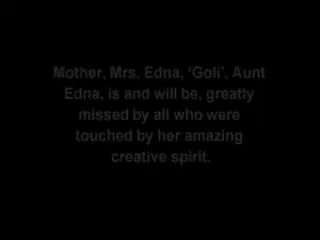 Mother, Mrs. Edna, ‘Goli’, Aunt
Edna, is and will be, greatly
missed by all who were
touched by her amazing
creative spirit.